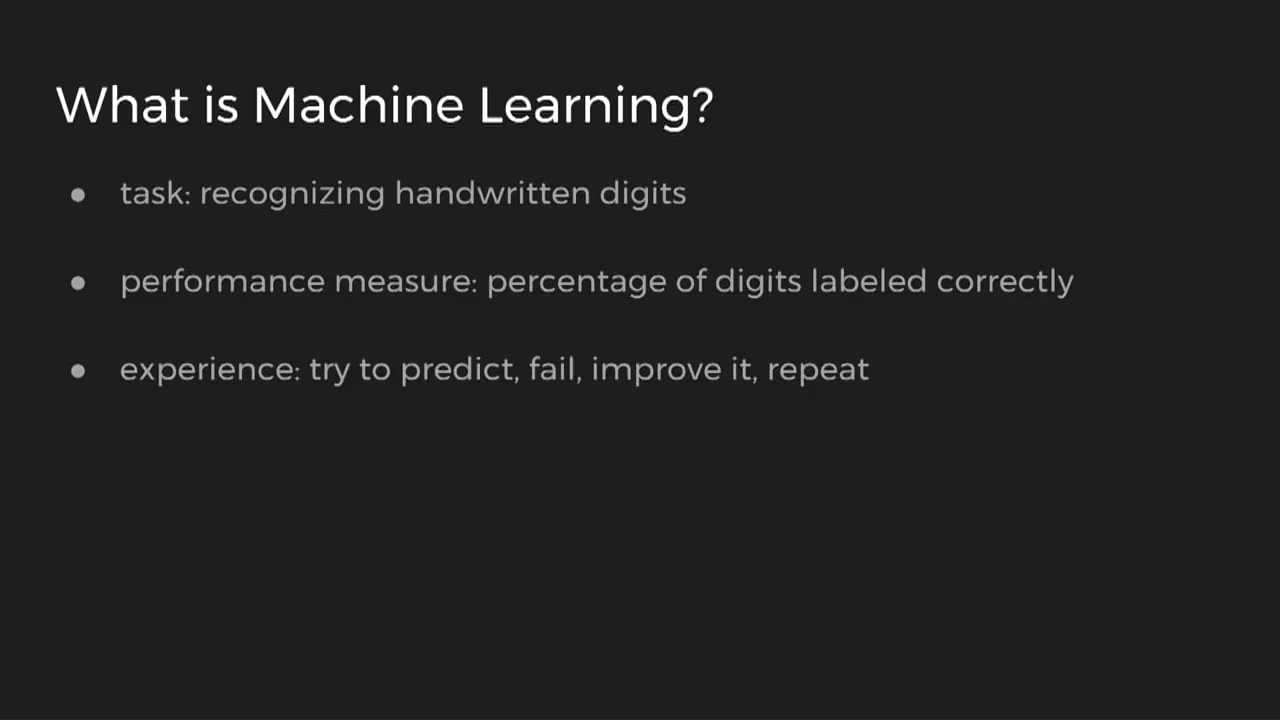 What is Machine Learning?
● task: recognizing handwritten digits
● performance measure: percentage of digits labeled correctly
● experience: try to predict, fail, improve it, repeat